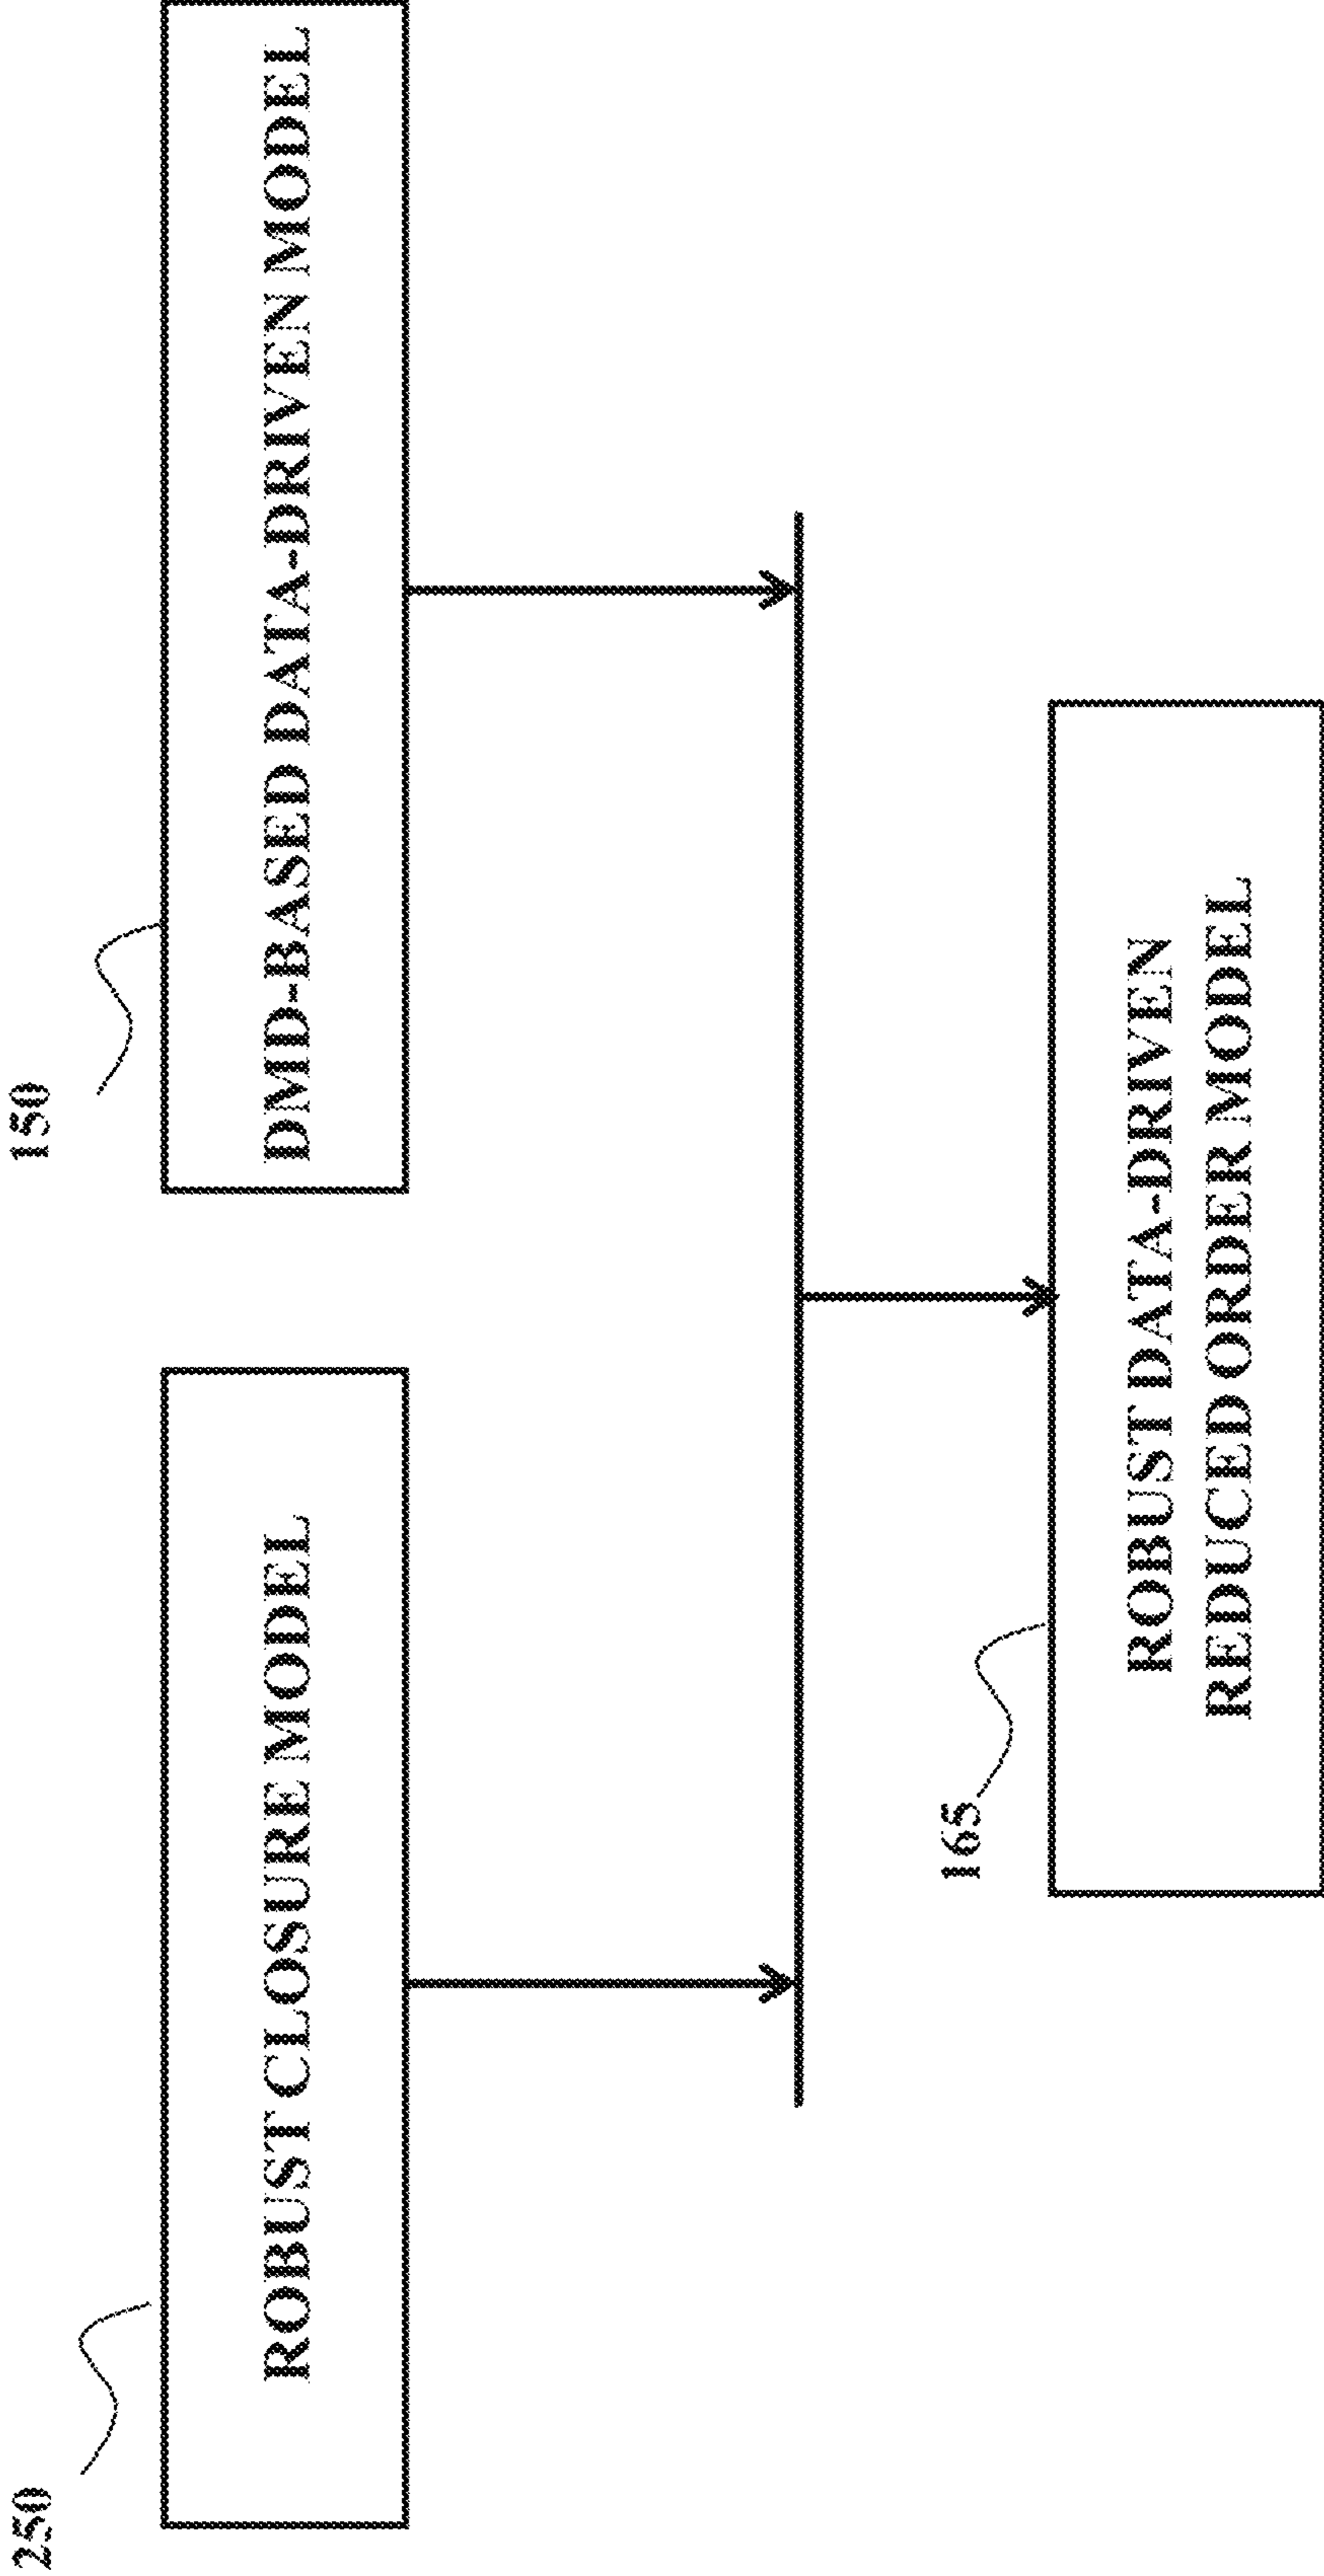 250
ROBUST CLOSURE MODEL
150
DMD-BASED DATA-DRIVEN MODEL
165
ROBUST DATA-DRIVEN
REDUCED ORDER MODEL